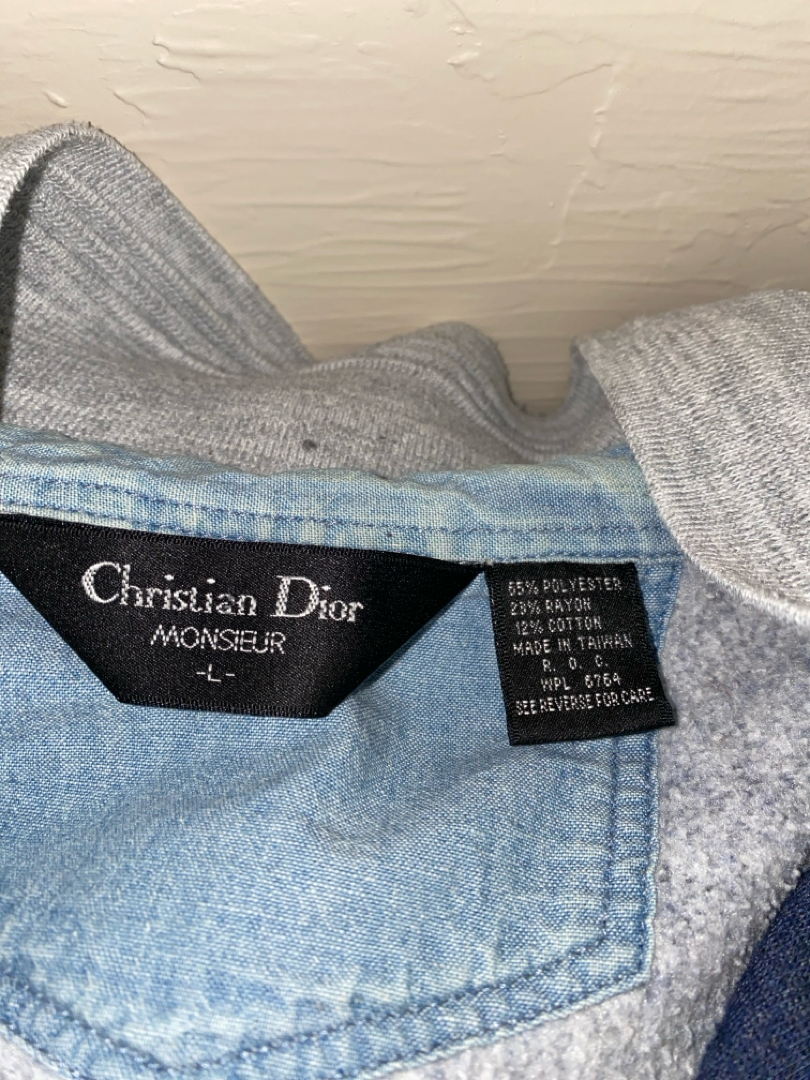 Christian Dior
MONSIEUR
-L-
65% POLYESTER
23% RAYON
12% COTTON
MADE IN TAIWAN
R. O. C.
WPL 6764
SEE REVERSE FOR CARE